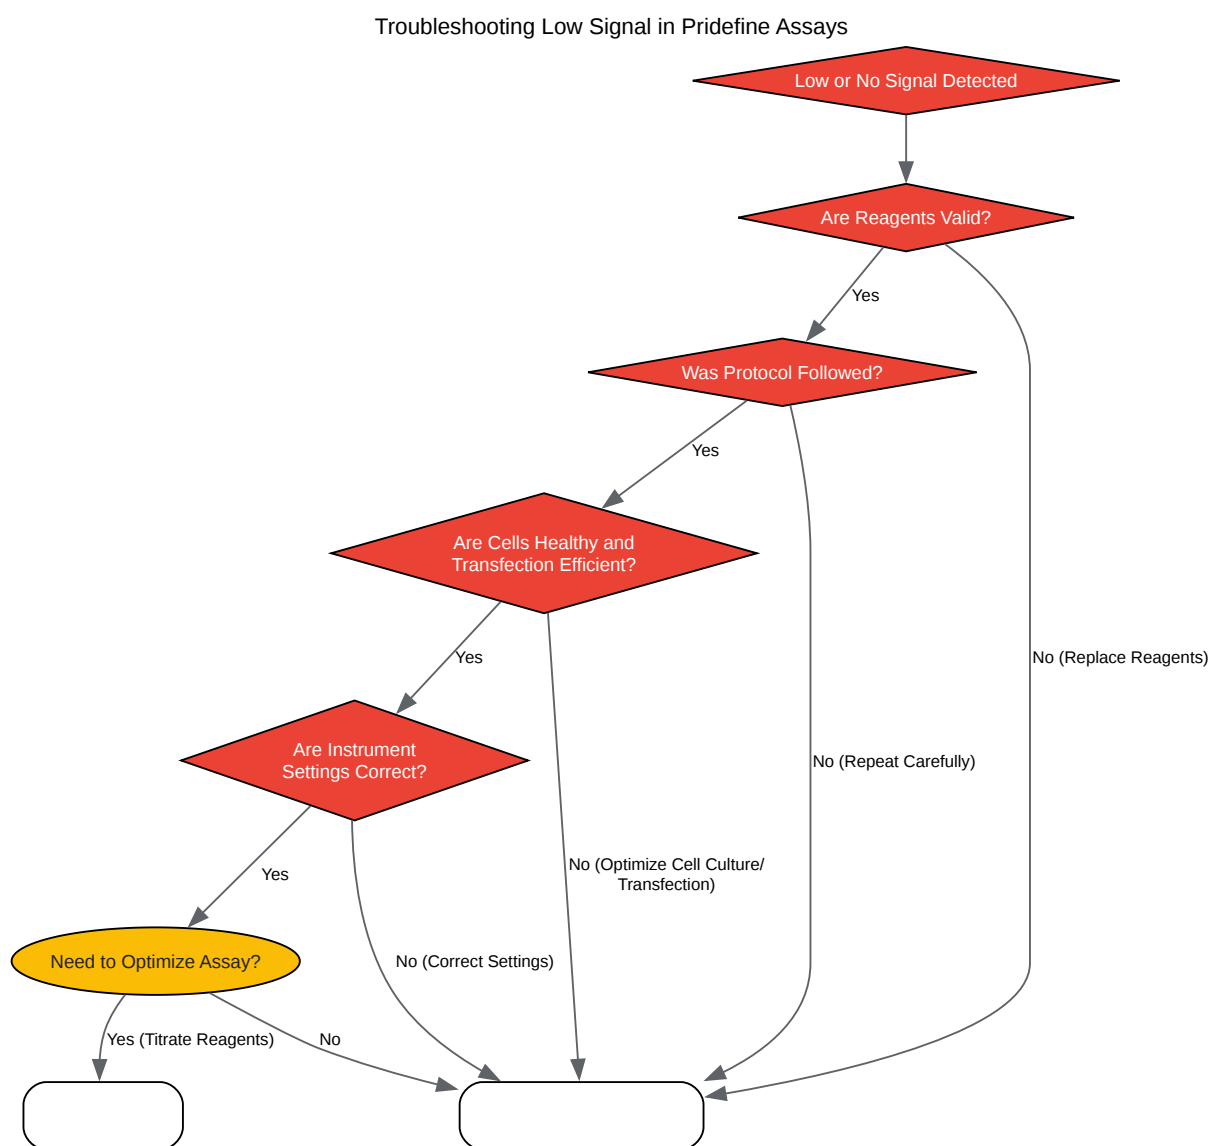 Troubleshooting Low Signal in Pridefine Assays
Low or No Signal Detected
Are Reagents Valid?
Yes
Was Protocol Followed?
Yes
Are Cells Healthy and
Transfection Efficient?
Yes
No (Replace Reagents)
Are Instrument
Settings Correct?
No (Repeat Carefully)
No (Optimize Cell Culture/
Transfection)
Yes
Need to Optimize Assay?
No (Correct Settings)
Yes (Titrate Reagents)
No